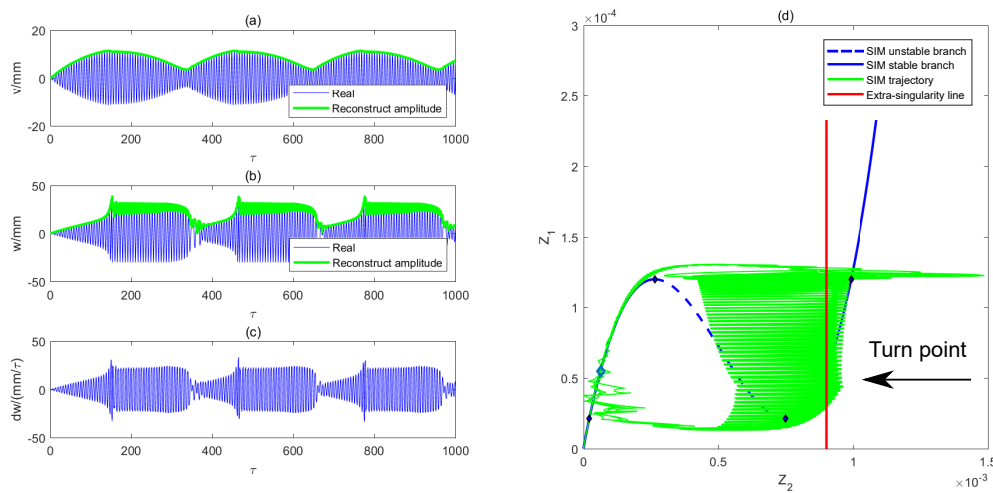 (a)
20
0
-20
v/mm
0 200 400 600 800 1000
τ
Real
Reconstruct amplitude
(b)
50
0
-50
w/mm
0 200 400 600 800 1000
τ
Real
Reconstruct amplitude
(c)
50
0
-50
dw/(mm/τ)
0 200 400 600 800 1000
τ
(d)
×10⁻⁴
3
2.5
2
1.5
1
0.5
0
Z₁
SIM unstable branch
SIM stable branch
SIM trajectory
Extra-singularity line
Turn point
0 0.5 1 1.5
Z₂
×10⁻³